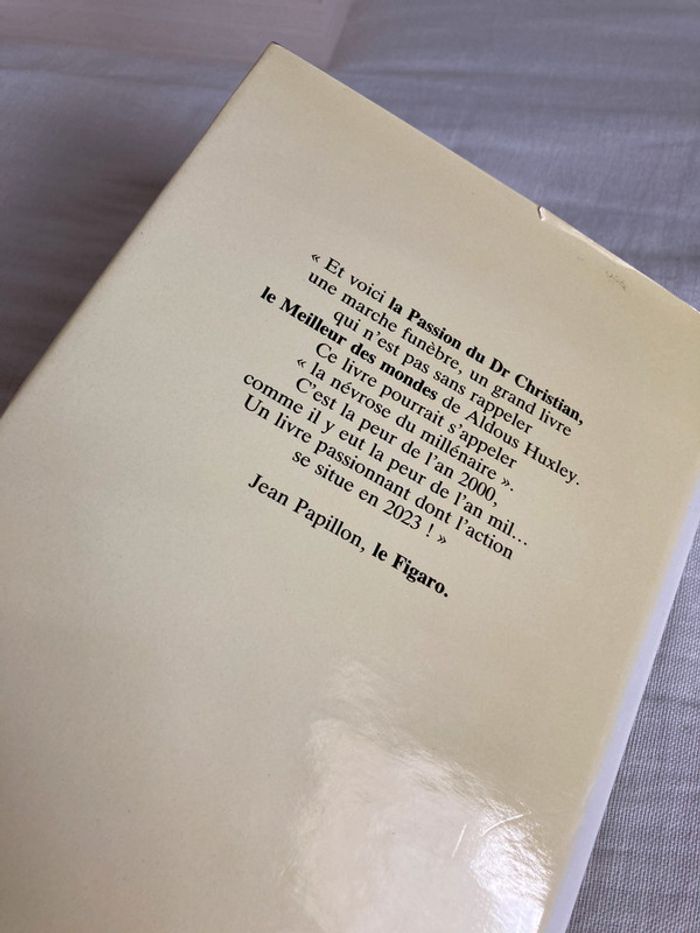 « Et voici la Passion du Dr Christian,
une marche funèbre, un grand livre
qui n'est pas sans rappeler
le Meilleur des mondes de Aldous Huxley.
Ce livre pourrait s'appeler
« la névrose du millénaire ».
C'est la peur de l'an 2000,
comme il y eut la peur de l'an mil...
Un livre passionnant dont l'action
se situe en 2023 ! »
Jean Papillon, le Figaro.